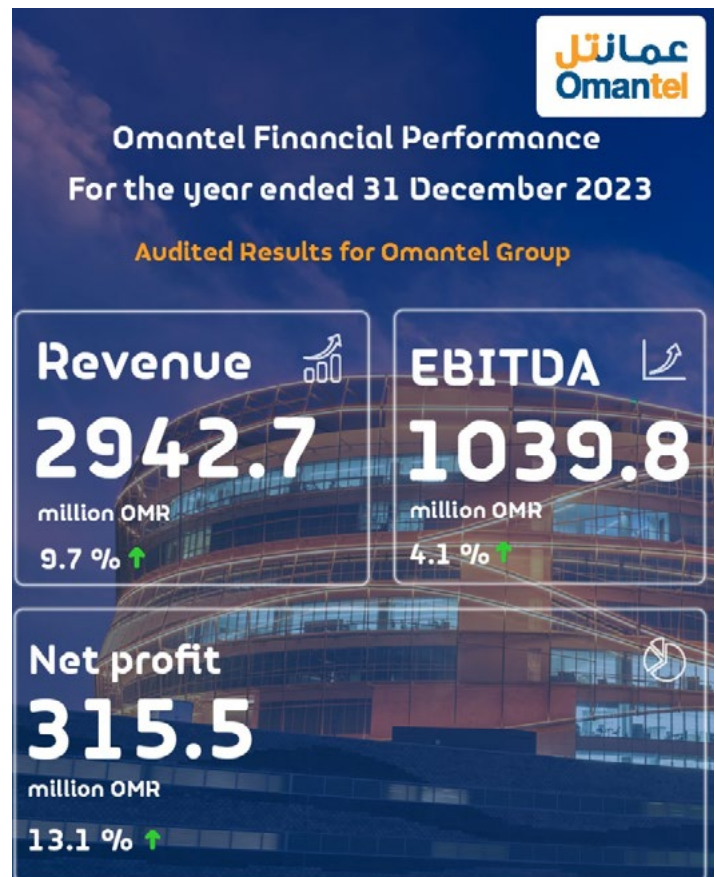 عمانتل
Omantel
Omantel Financial Performance
For the year ended 31 December 2023
Audited Results for Omantel Group
Revenue
2942.7
million OMR
9.7 %
EBITDA
1039.8
million OMR
4.1 %
Net profit
315.5
million OMR
13.1 %